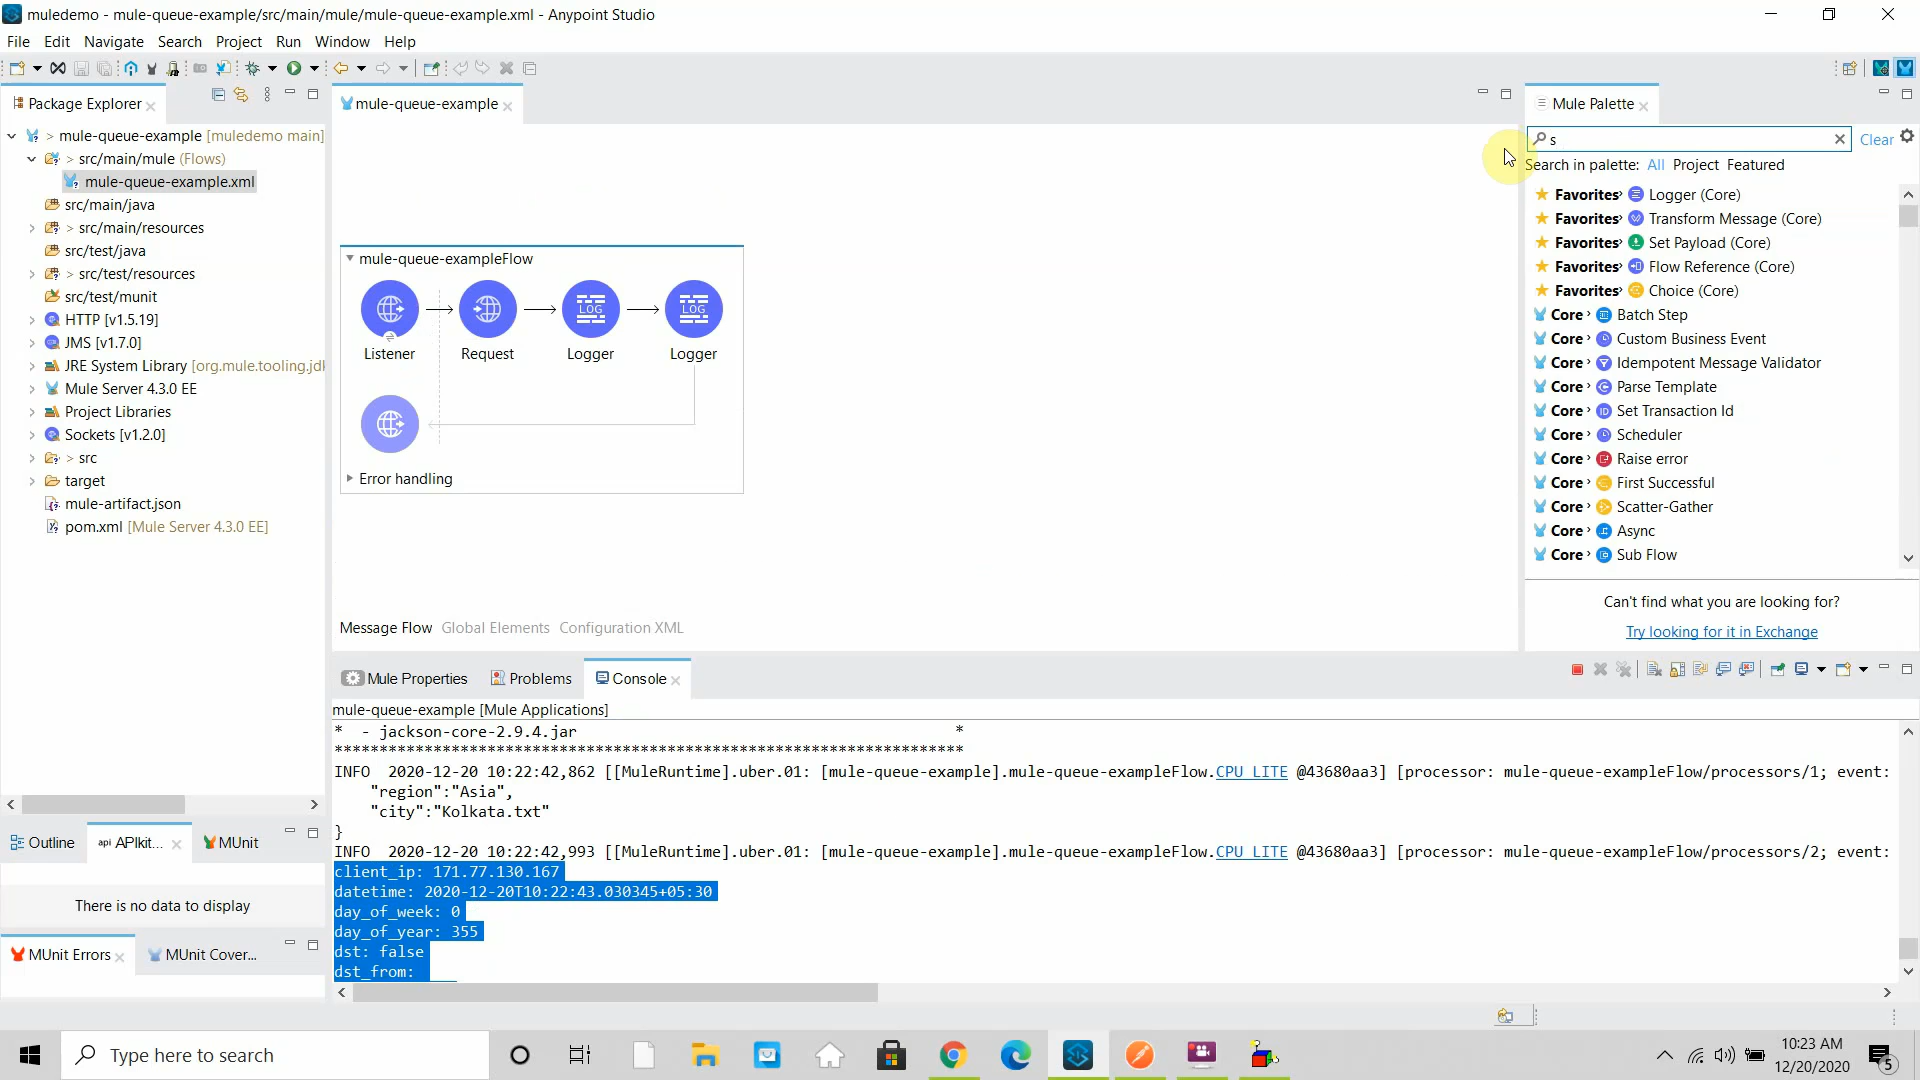 muledemo - mule-queue-example/src/main/mule/mule-queue-example.xml - Anypoint Studio
File Edit Navigate Search Project Run Window Help
Package Explorer
> mule-queue-example [muledemo main]
> src/main/mule (Flows)
mule-queue-example.xml
src/main/java
> src/main/resources
src/test/java
> src/test/resources
src/test/munit
HTTP [v1.5.19]
JMS [v1.7.0]
JRE System Library [org.mule.tooling.jdk
Mule Server 4.3.0 EE
Project Libraries
Sockets [v1.2.0]
> src
target
mule-artifact.json
pom.xml [Mule Server 4.3.0 EE]
Outline
api APIkit...
MUnit
There is no data to display
MUnit Errors
MUnit Cover...
mule-queue-example
mule-queue-exampleFlow
LOG
LOG
Listener
Request
Logger
Logger
Error handling
Message Flow Global Elements Configuration XML
Mule Palette
s
Clear
Search in palette: All Project Featured
Favorites Logger (Core)
Favorites Transform Message (Core)
Favorites Set Payload (Core)
Favorites Flow Reference (Core)
Favorites Choice (Core)
Core Batch Step
Core Custom Business Event
Core Idempotent Message Validator
Core Parse Template
Core Set Transaction Id
Core Scheduler
Core Raise error
Core First Successful
Core Scatter-Gather
Core Async
Core Sub Flow
Can't find what you are looking for?
Try looking for it in Exchange
Mule Properties
Problems
Console
mule-queue-example [Mule Applications]
* - jackson-core-2.9.4.jar *
**********************************************************************
INFO 2020-12-20 10:22:42,862 [[MuleRuntime].uber.01: [mule-queue-example].mule-queue-exampleFlow.CPU_LITE @43680aa3] [processor: mule-queue-exampleFlow/processors/1; event:
"region":"Asia",
"city":"Kolkata.txt"
}
INFO 2020-12-20 10:22:42,993 [[MuleRuntime].uber.01: [mule-queue-example].mule-queue-exampleFlow.CPU_LITE @43680aa3] [processor: mule-queue-exampleFlow/processors/2; event:
client_ip: 171.77.130.167
datetime: 2020-12-20T10:22:43.030345+05:30
day_of_week: 0
day_of_year: 355
dst: false
dst_from:
Type here to search
10:23 AM
12/20/2020
5